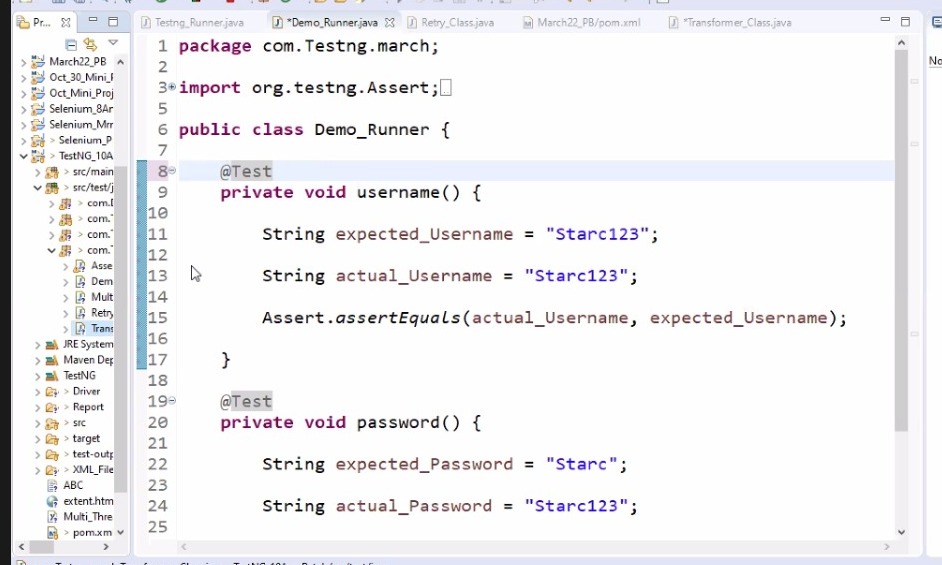 Pr...
Testng_Runner.java
*Demo_Runner.java
Retry_Class.java
March22_PB/pom.xml
*Transformer_Class.java
March22_PB
Oct_30_Mini_
Oct_Mini_Proj
Selenium_8Ar
Selenium_Mrr
> Selenium_P
> TestNG_10A
> src/main
> src/test/j
> com.
> com.
> com.
> com.
Asse
Dem
Mult
Retry
Trans
JRE System
Maven Dep
TestNG
> Driver
> Report
> src
> target
> test-outp
> XML_File
ABC
extent.htm
Multi_Thre
> pom.xm
No
1 package com.Testng.march;
2
3 import org.testng.Assert;
5
6 public class Demo_Runner {
7
8 @Test
9 private void username() {
10
11 String expected_Username = "Starc123";
12
13 String actual_Username = "Starc123";
14
15 Assert.assertEquals(actual_Username, expected_Username);
16
17 }
18
19 @Test
20 private void password() {
21
22 String expected_Password = "Starc";
23
24 String actual_Password = "Starc123";
25